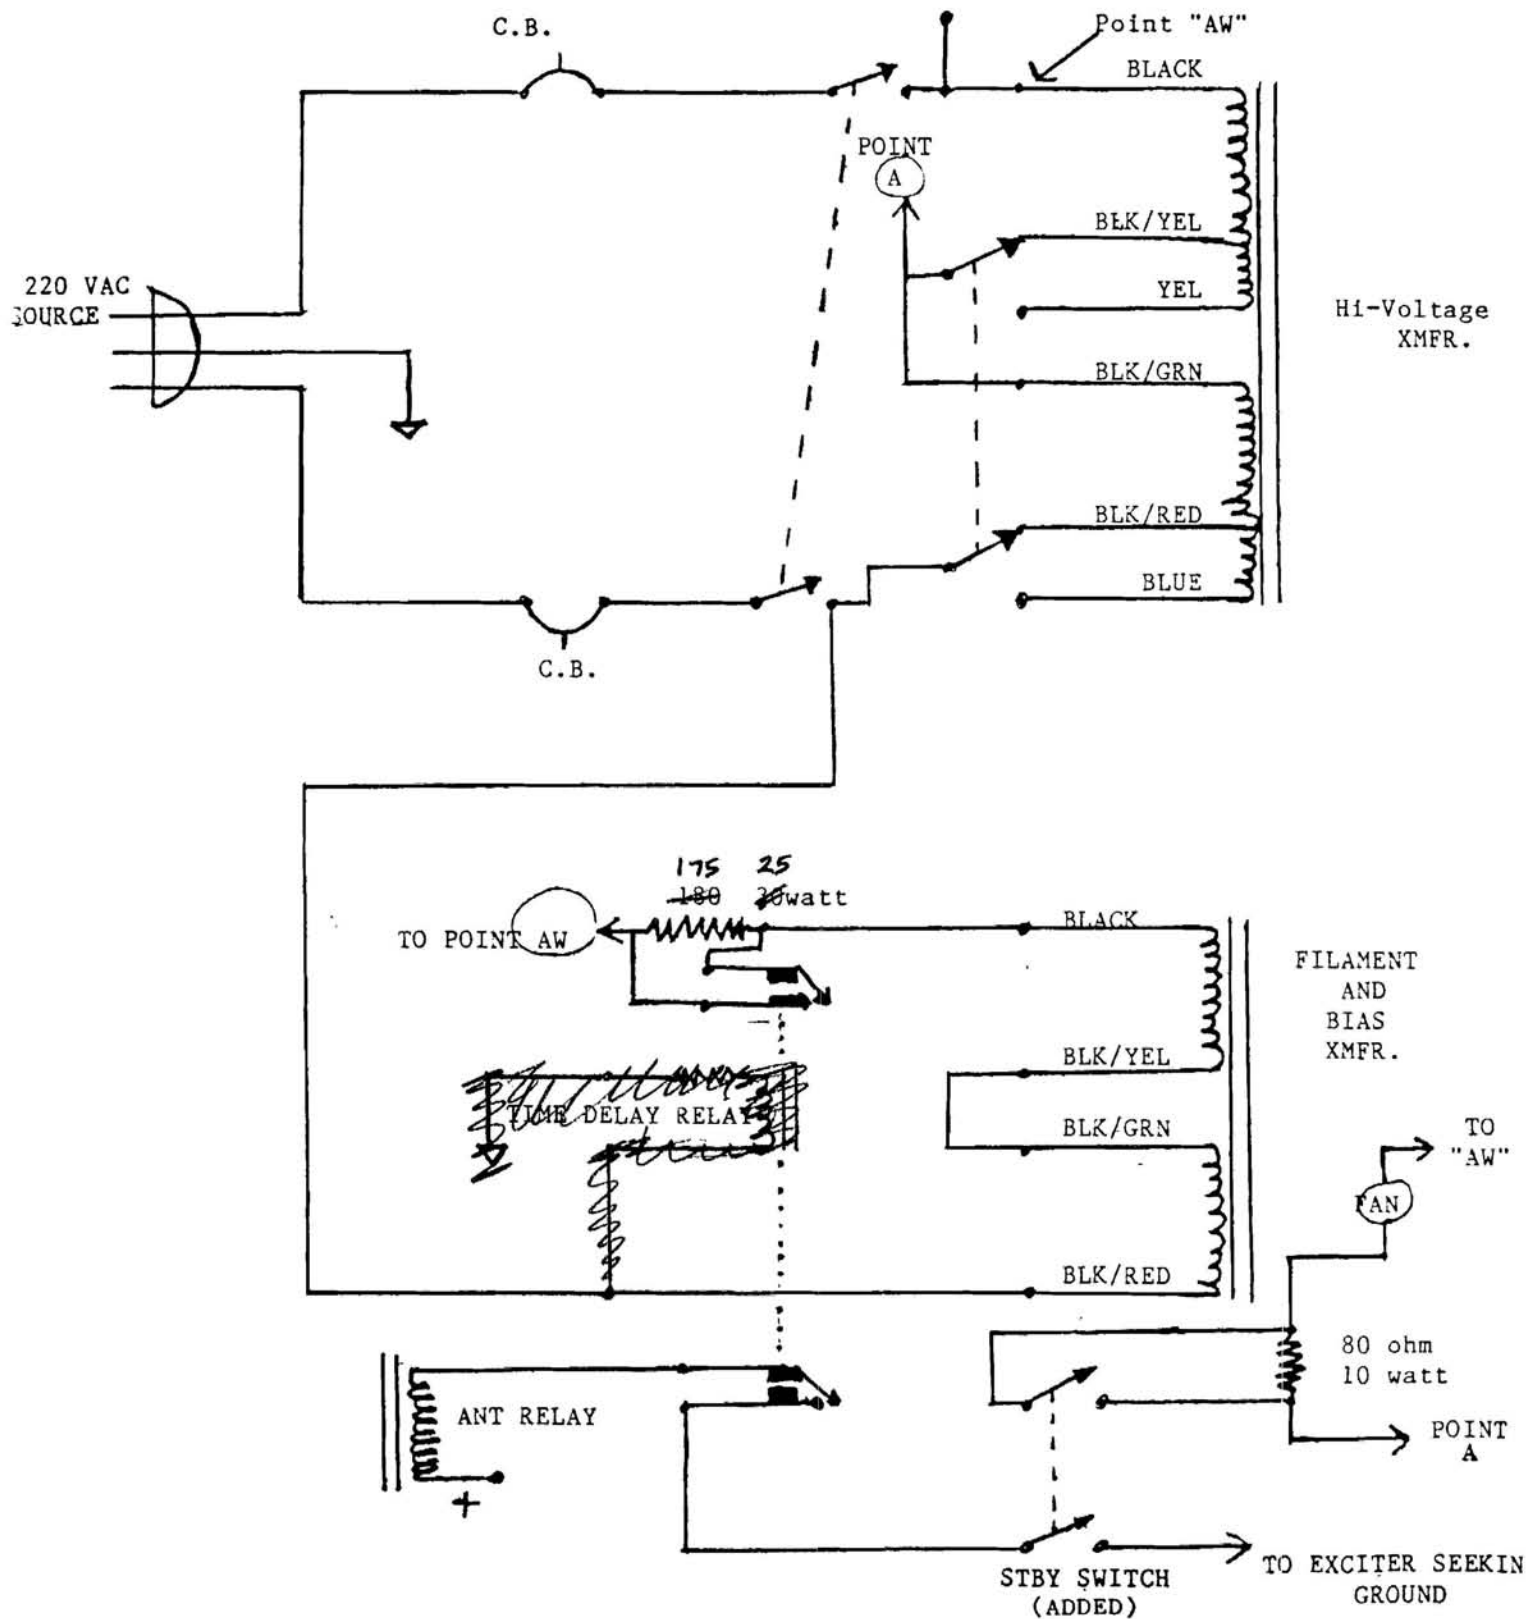 C.B.
Point "AW"
BLACK
POINT
A
BLK/YEL
220 VAC
SOURCE
YEL
Hi-Voltage
XMFR.
BLK/GRN
BLK/RED
BLUE
C.B.
175 25
180 watt
TO POINT AW
BLACK
FILAMENT
AND
BIAS
XMFR.
BLK/YEL
TIME DELAY RELAY
BLK/GRN
TO
"AW"
FAN
BLK/RED
80 ohm
10 watt
ANT RELAY
POINT
A
+
STBY SWITCH
(ADDED)
TO EXCITER SEEKIN
GROUND